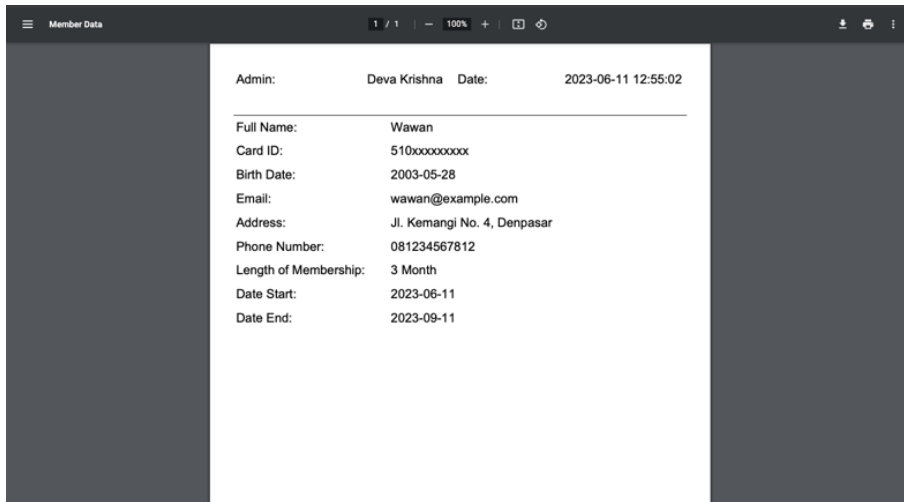 Member Data 1 / 1 100%
Admin: Deva Krishna Date: 2023-06-11 12:55:02
Full Name: Wawan
Card ID: 510xxxxxxxxx
Birth Date: 2003-05-28
Email: wawan@example.com
Address: Jl. Kemangi No. 4, Denpasar
Phone Number: 081234567812
Length of Membership: 3 Month
Date Start: 2023-06-11
Date End: 2023-09-11